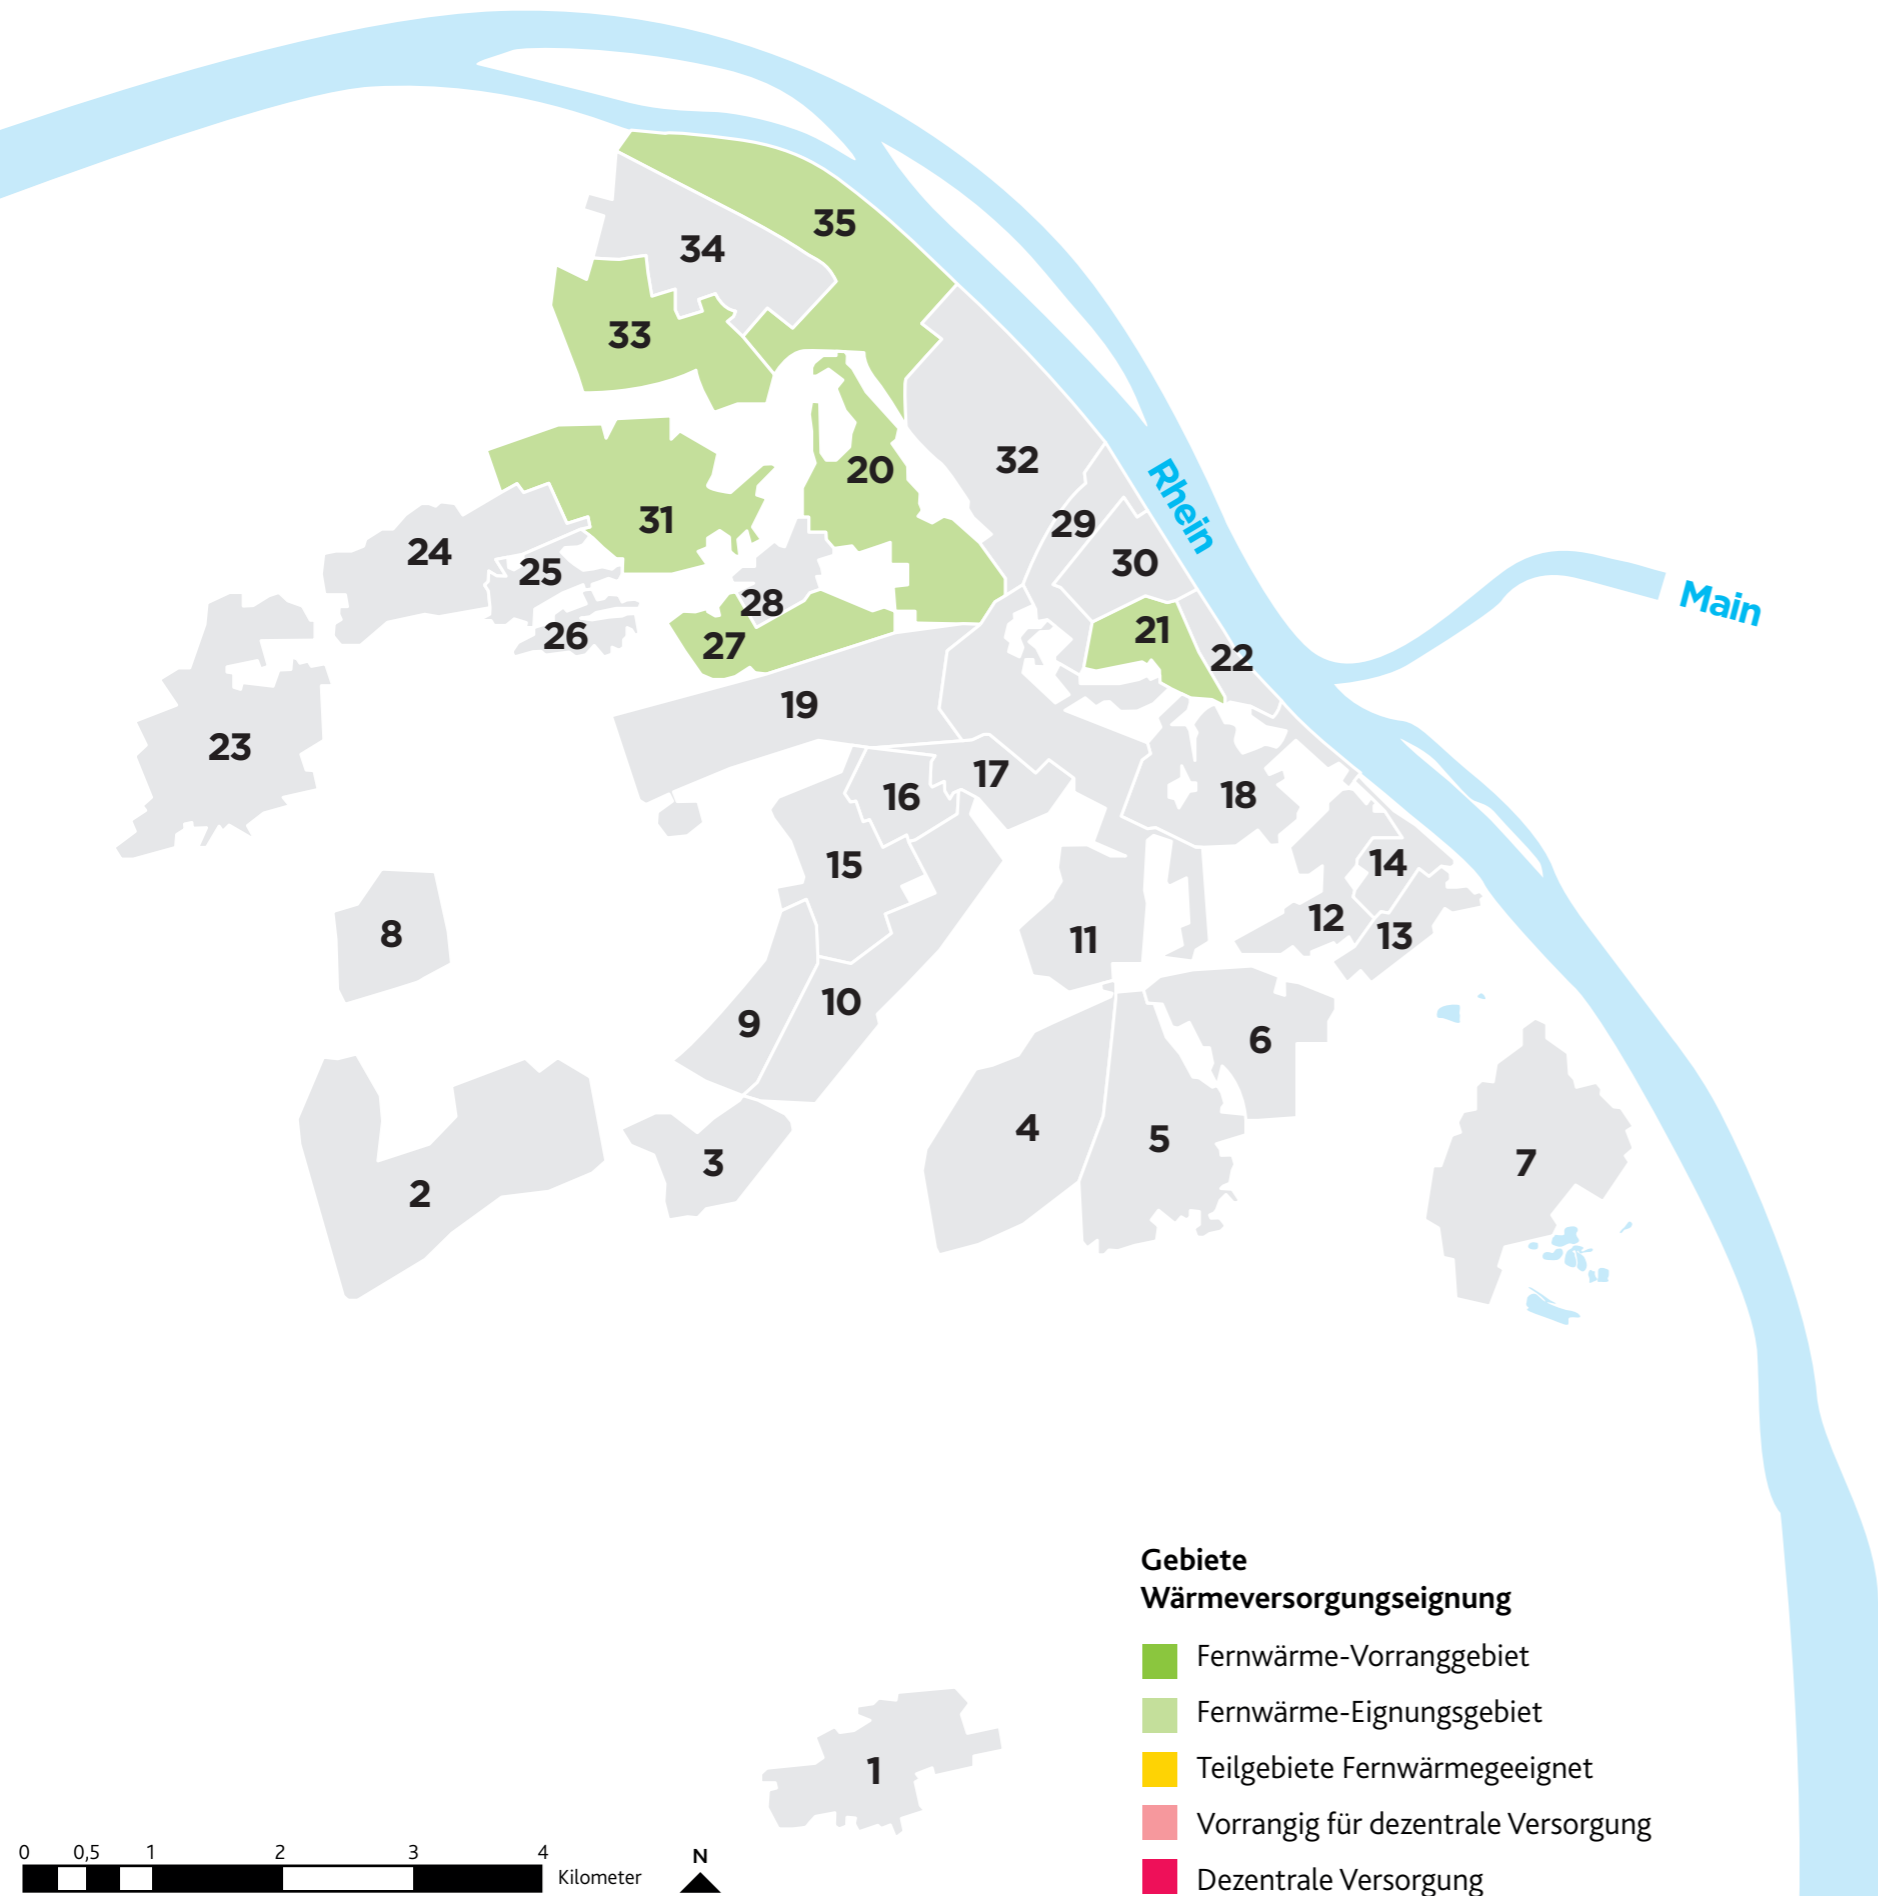 35
34
33
32
20
31
29
24
30
25
28
21
26
27
22
19
23
17
16
18
15
14
12
8
13
11
10
9
6
4
5
3
7
2
1
Rhein
Main
Gebiete
Wärmeversorgungseignung
Fernwärme-Vorranggebiet
Fernwärme-Eignungsgebiet
Teilgebiete Fernwärmegeeignet
Vorrangig für dezentrale Versorgung
Dezentrale Versorgung
0 0,5 1 2 3 4
Kilometer
N